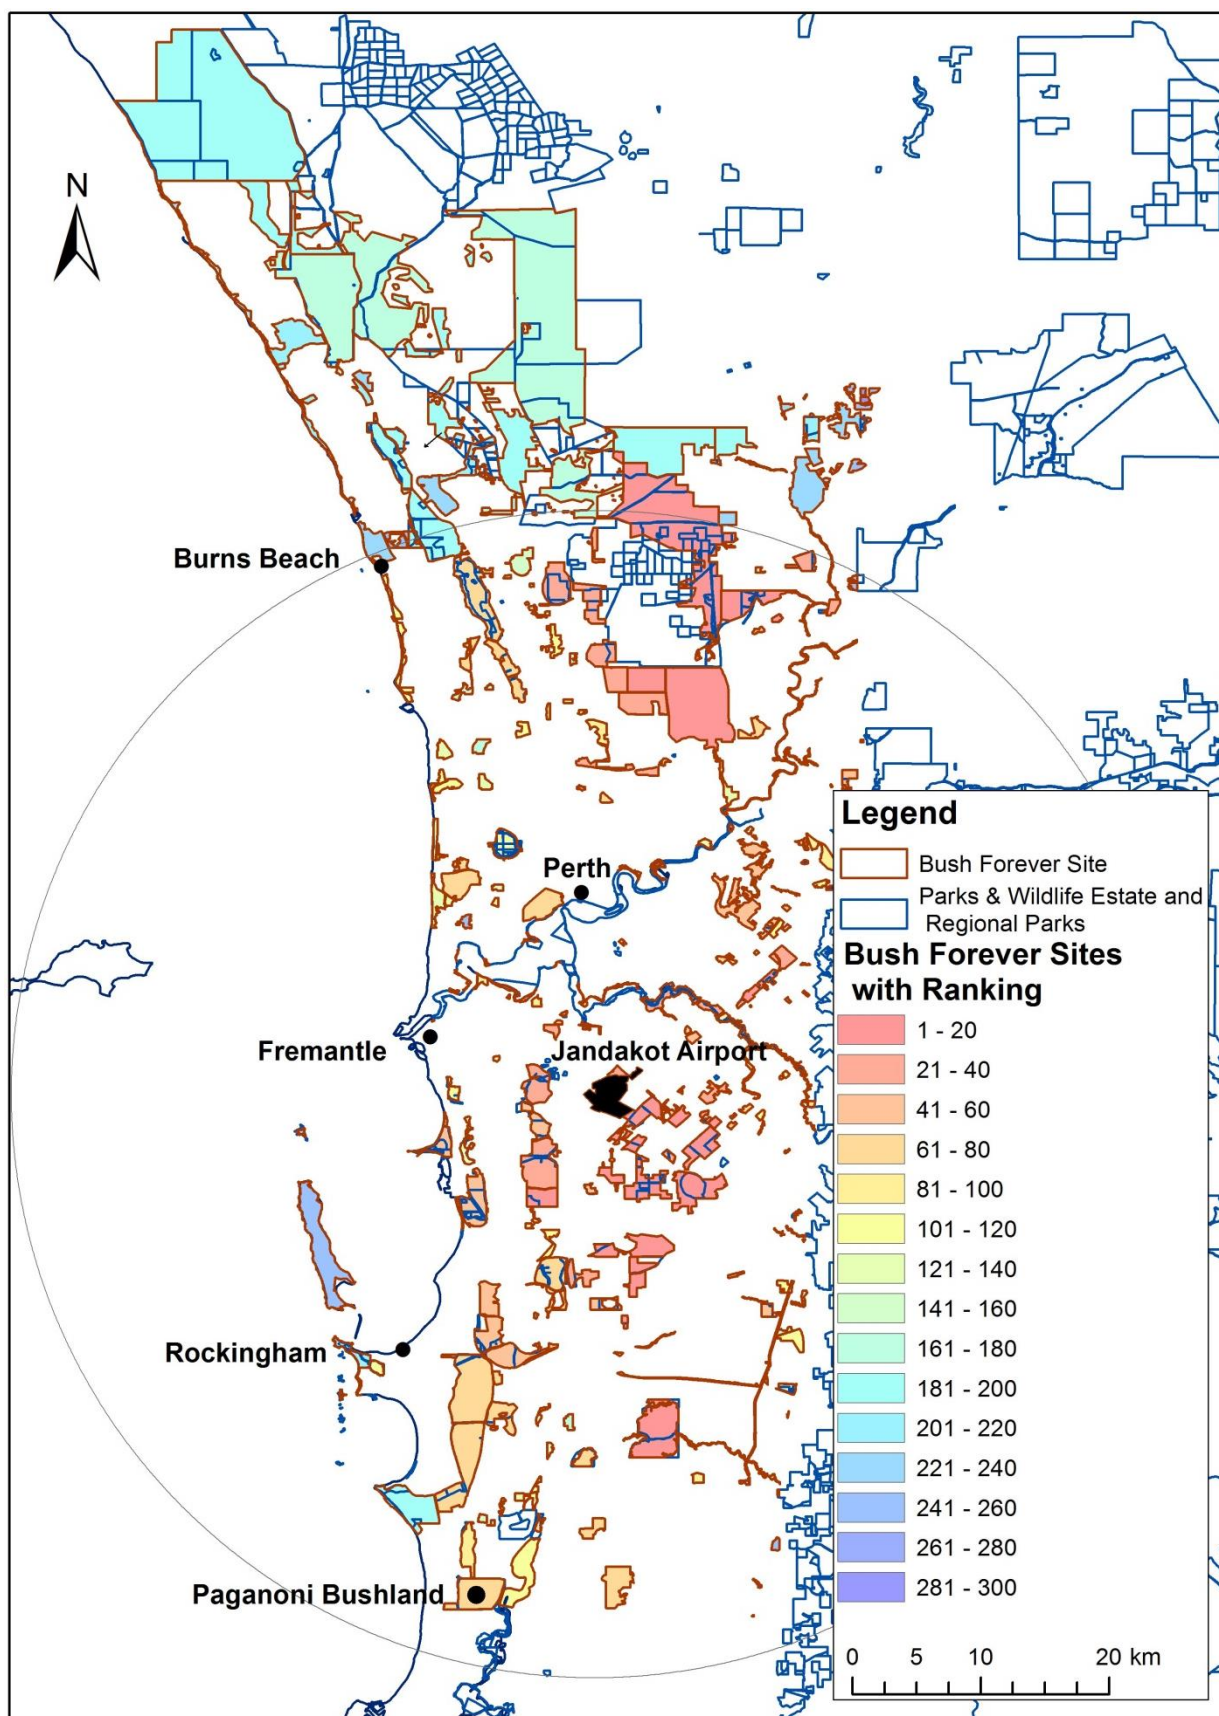 N
Burns Beach
Perth
Fremantle
Jandakot Airport
Rockingham
Paganoni Bushland
Legend
Bush Forever Site
Parks & Wildlife Estate and
Regional Parks
Bush Forever Sites
with Ranking
1 - 20
21 - 40
41 - 60
61 - 80
81 - 100
101 - 120
121 - 140
141 - 160
161 - 180
181 - 200
201 - 220
221 - 240
241 - 260
261 - 280
281 - 300
0 5 10 20 km